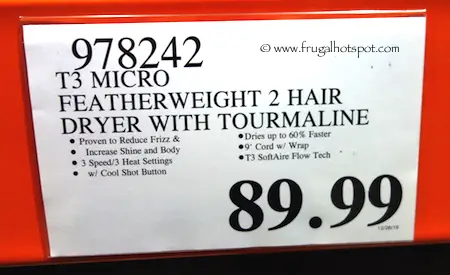 978242
© www.frugalhotspot.com
T3 MICRO
FEATHERWEIGHT 2 HAIR
DRYER WITH TOURMALINE
• Proven to Reduce Frizz &
• Increase Shine and Body
• 3 Speed/3 Heat Settings
• w/ Cool Shot Button
• Dries up to 60% Faster
• 9' Cord w/ Wrap
• T3 SoftAire Flow Tech
89.99